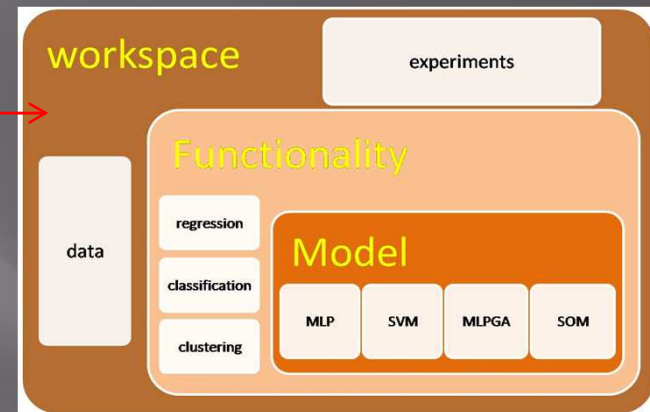 workspace
experiments
Functionality
data
regression
classification
clustering
Model
MLP
SVM
MLPGA
SOM